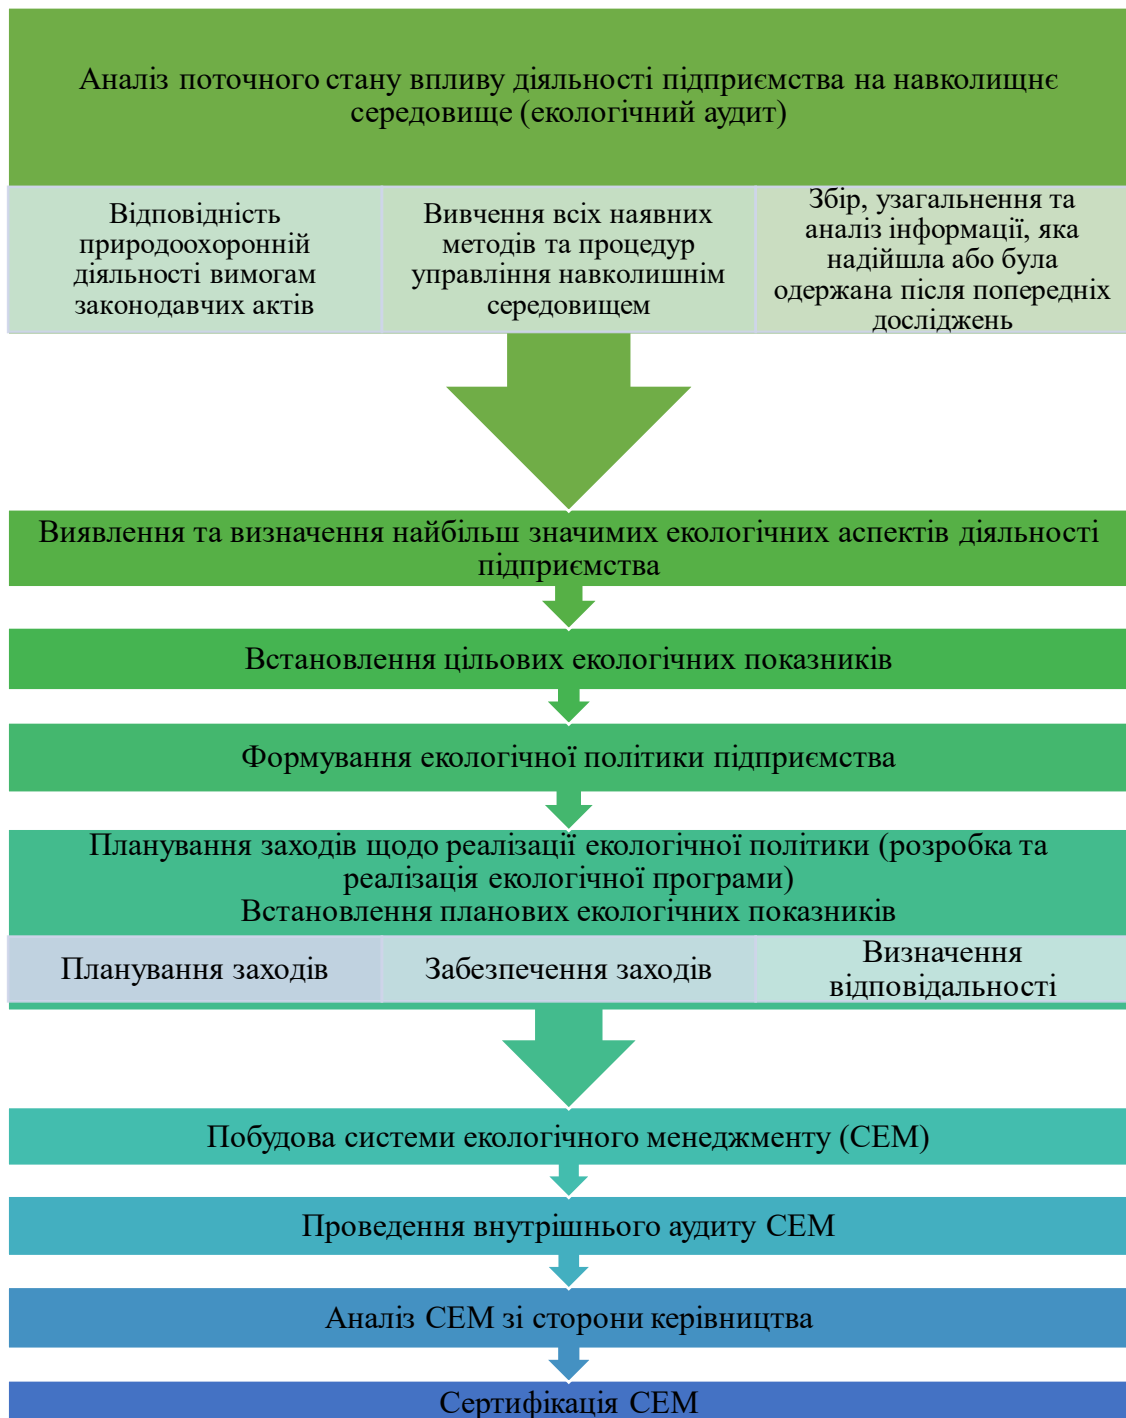 Аналіз поточного стану впливу діяльності підприємства на навколищнє
середовище (екологічний аудит)
Відповідність
природоохоронній
діяльності вимогам
законодавчих актів
Вивчення всіх наявних
методів та процедур
управління навколишнім
середовищем
Збір, узагальнення та
аналіз інформації, яка
надійшла або була
одержана після попередніх
досліджень
Виявлення та визначення найбільш значимих екологічних аспектів діяльності
підприємства
Встановлення цільових екологічних показників
Формування екологічної політики підприємства
Планування заходів щодо реалізації екологічної політики (розробка та
реалізація екологічної програми)
Встановлення планових екологічних показників
Планування заходів
Забезпечення заходів
Визначення
відповідальності
Побудова системи екологічного менеджменту (СЕМ)
Проведення внутрішнього аудиту СЕМ
Аналіз СЕМ зі сторони керівництва
Сертифікація СЕМ